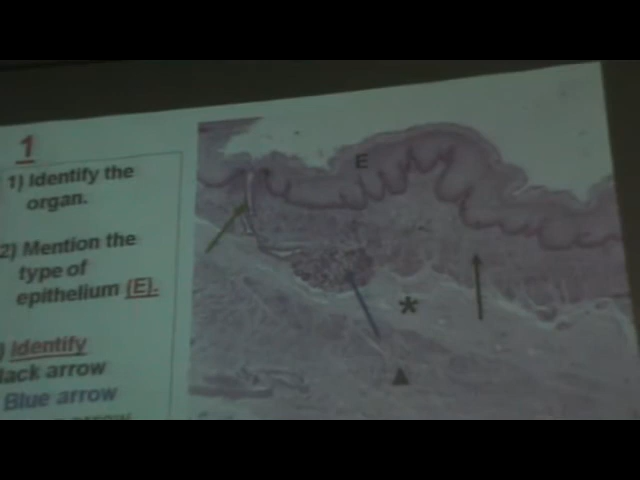 1
1) Identify the
organ.
2) Mention the
type of
epithelium (E).
) Identify
lack arrow
Blue arrow
E
*